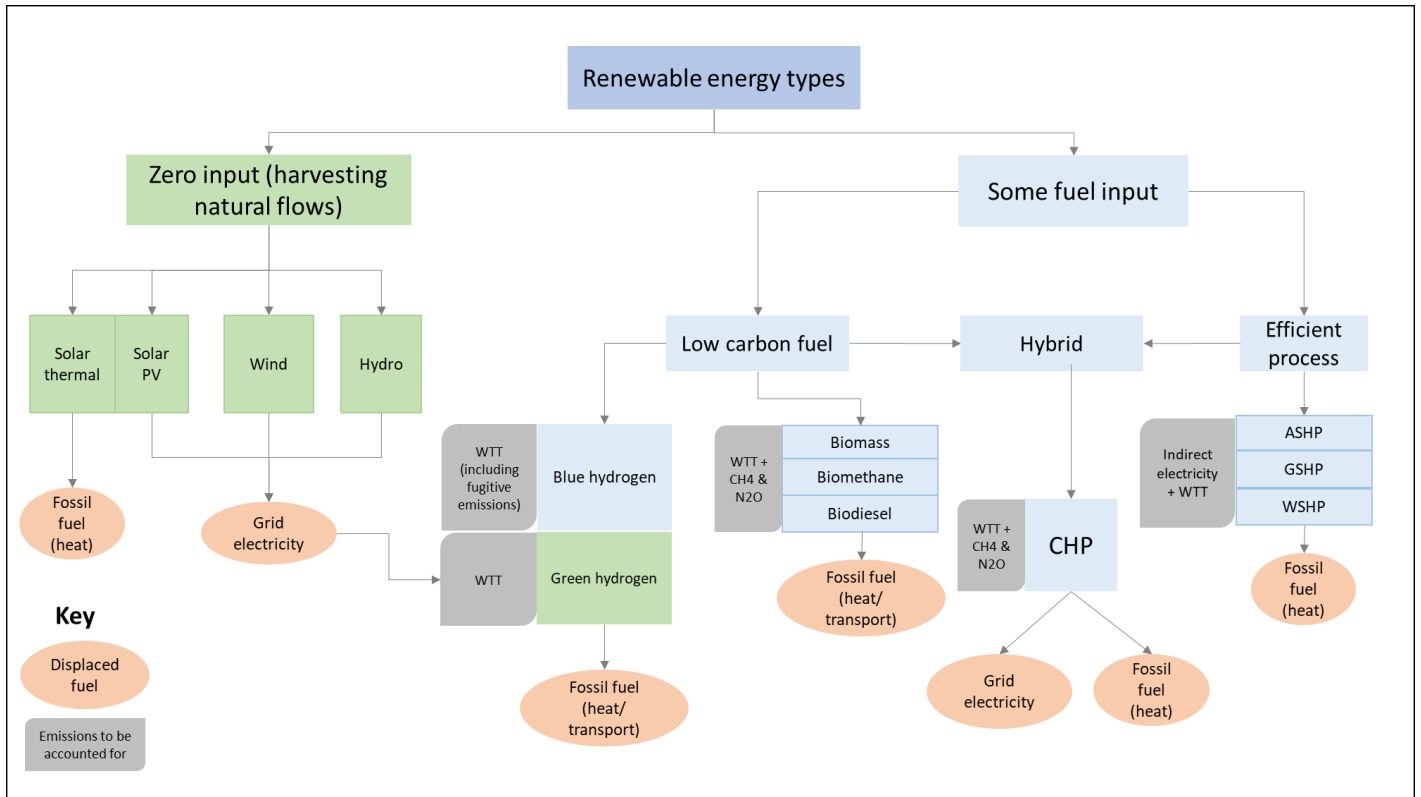 Renewable energy types
Zero input (harvesting
natural flows)
Some fuel input
Solar
thermal
Solar
PV
Wind
Hydro
Low carbon fuel
Hybrid
Efficient
process
WTT
(including
fugitive
emissions)
Blue hydrogen
WTT +
CH4 &
N2O
Biomass
Biomethane
Biodiesel
Indirect
electricity
+ WTT
ASHP
GSHP
WSHP
Fossil
fuel
(heat)
Grid
electricity
WTT
Green hydrogen
WTT +
CH4 &
N2O
CHP
Fossil fuel
(heat/
transport)
Fossil
fuel
(heat)
Key
Displaced
fuel
Emissions to be
accounted for
Fossil fuel
(heat/
transport)
Grid
electricity
Fossil
fuel
(heat)